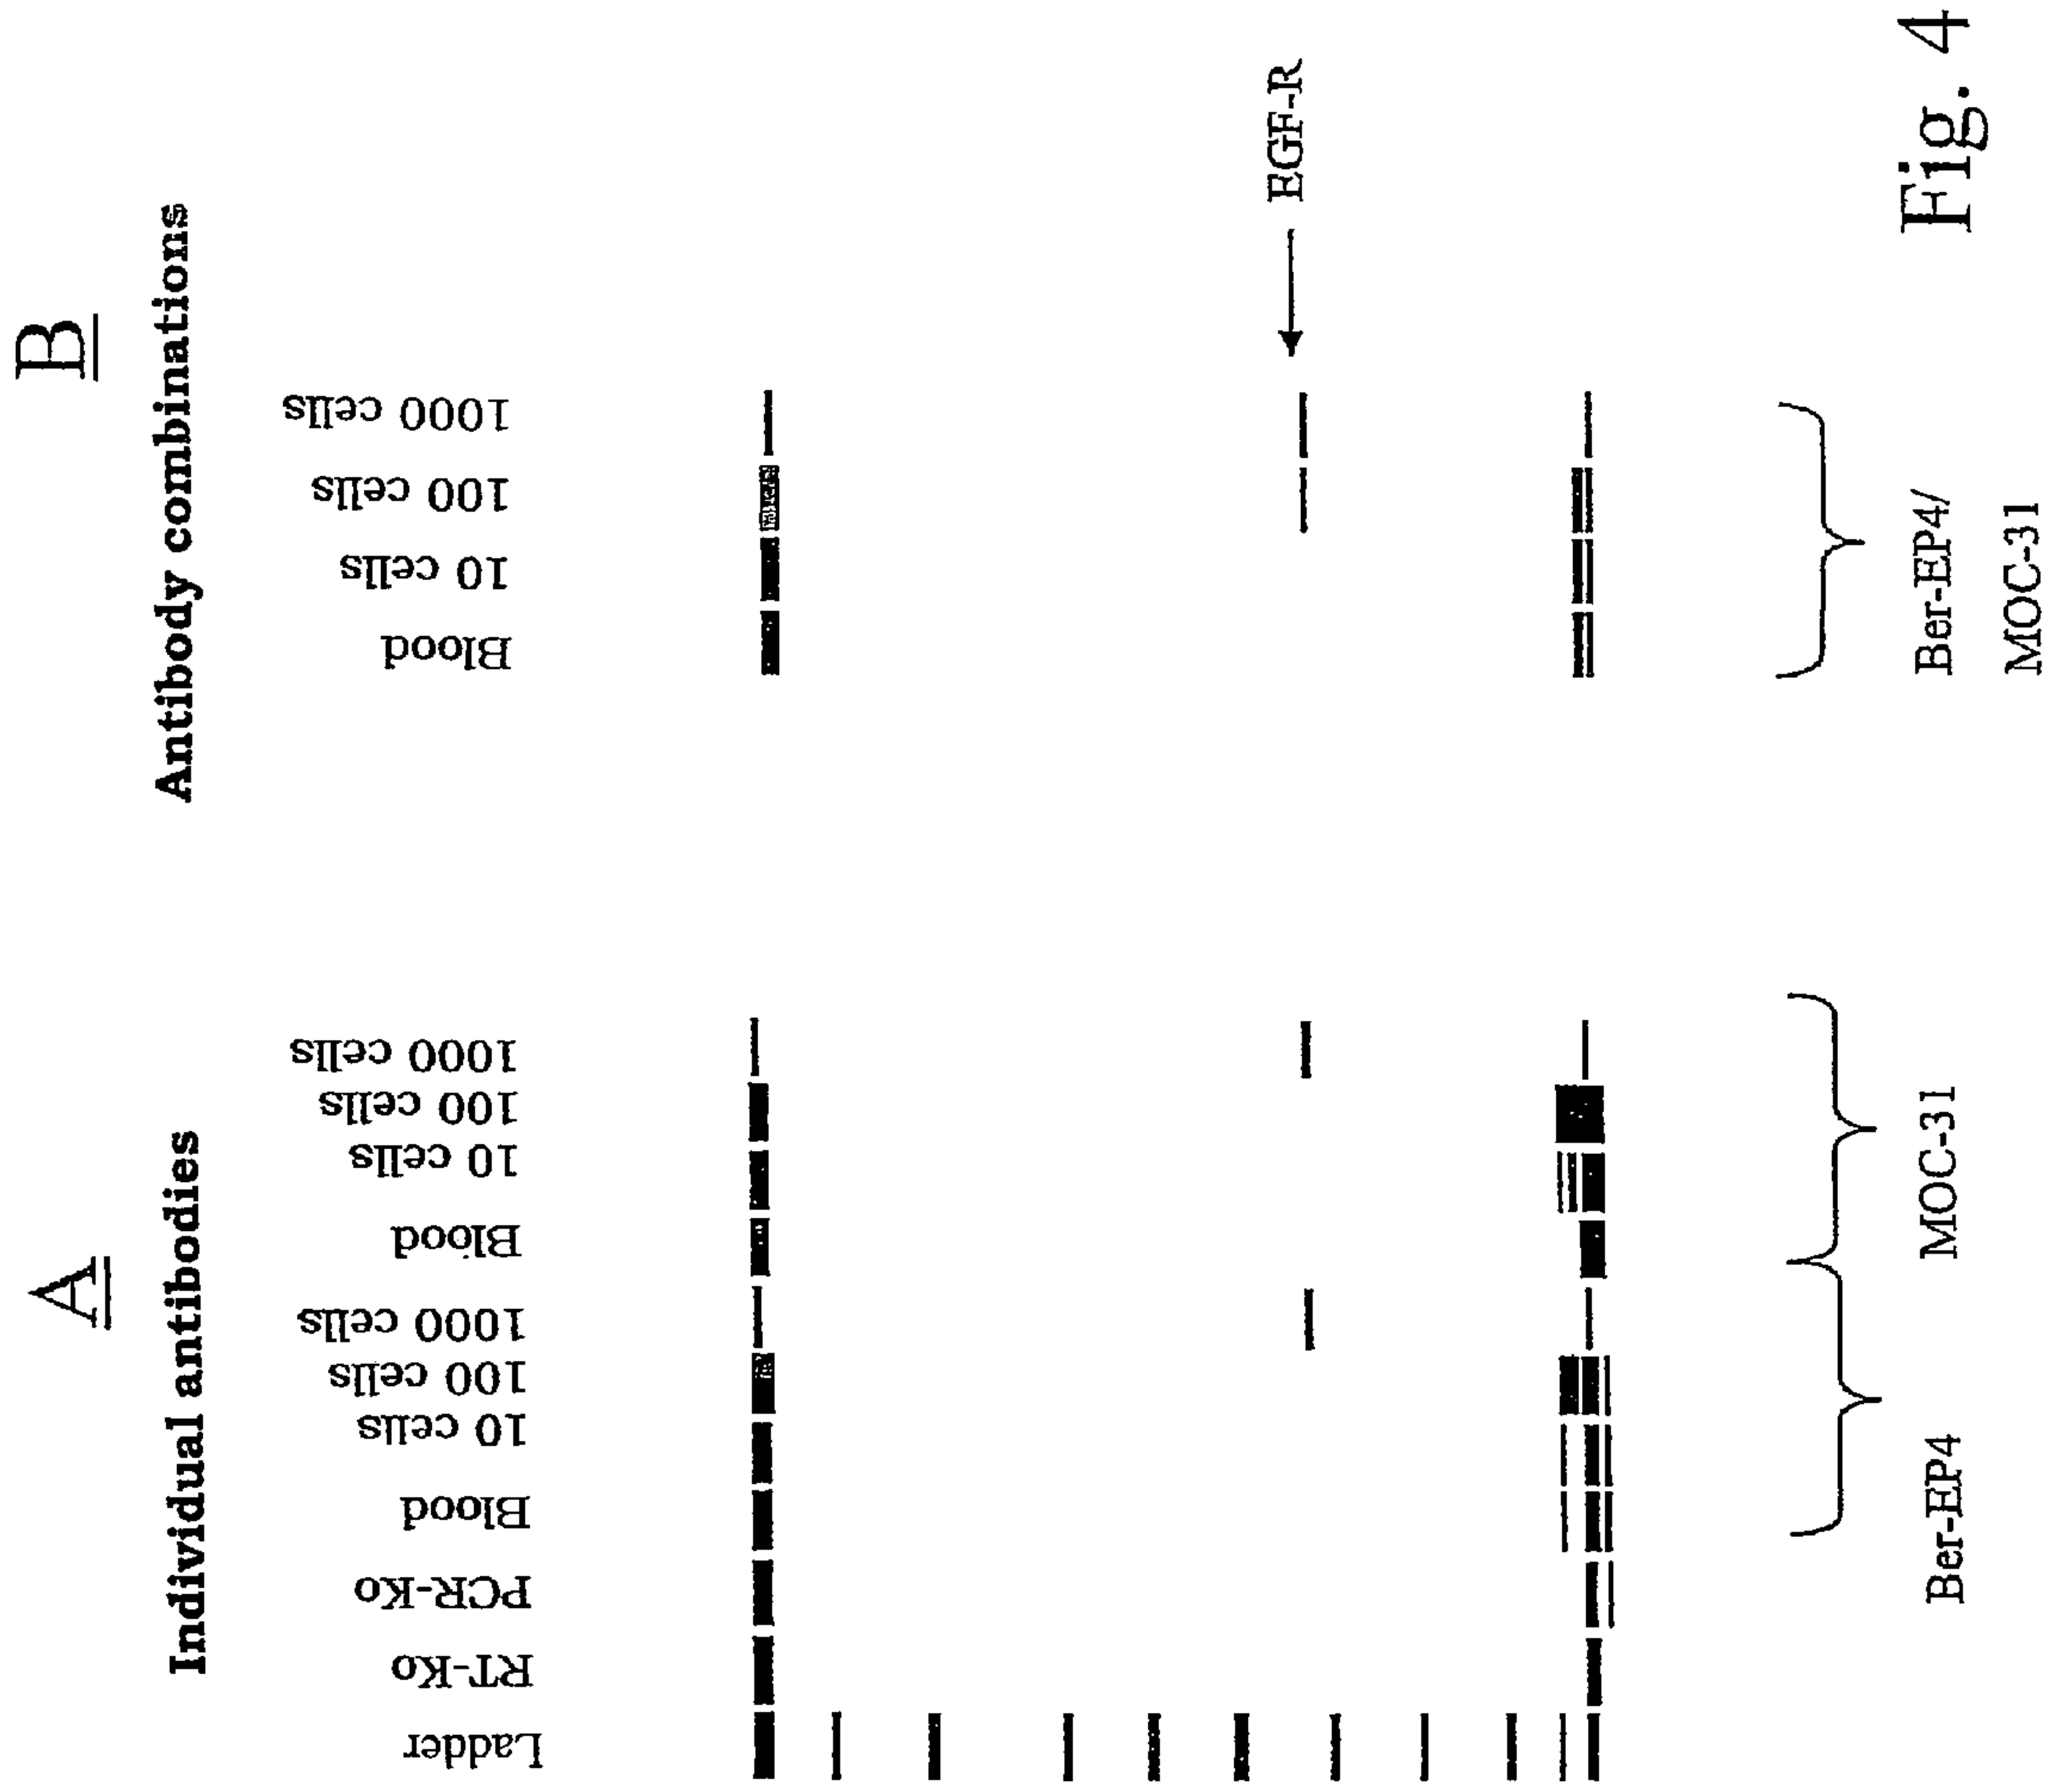 A
Individual antibodies
Ladder
RT-Ko
PCR-Ko
Blood
10 cells
100 cells
1000 cells
Blood
10 cells
100 cells
1000 cells
Ber-EP4
MOC-31
B
Antibody combinations
Blood
10 cells
100 cells
1000 cells
EGF-R
Ber-EP4/
MOC-31
Fig. 4